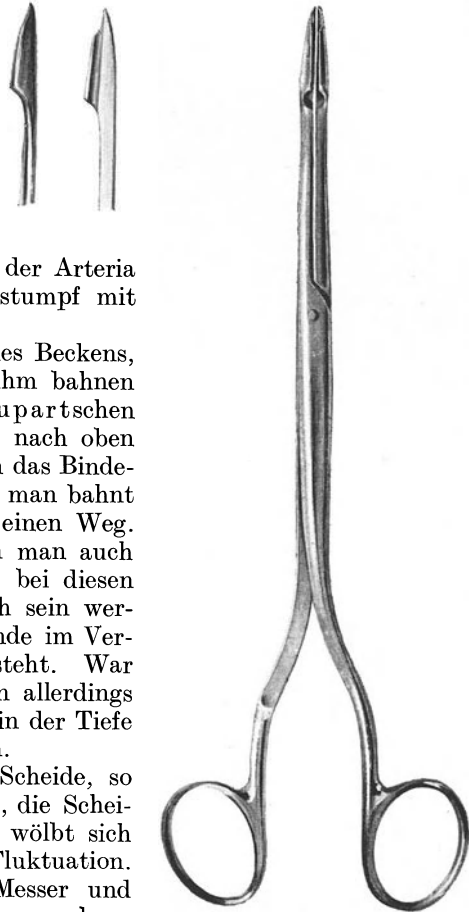 der Arteria
stumpf mit
es Beckens,
hm bahnen
upartschen
nach oben
das Binde-
man bahnt
einen Weg.
man auch
bei diesen
h sein wer-
nde im Ver-
steht. War
allerdings
in der Tiefe
Scheide, so
, die Schei-
wölbt sich
luktuation.
Messer und